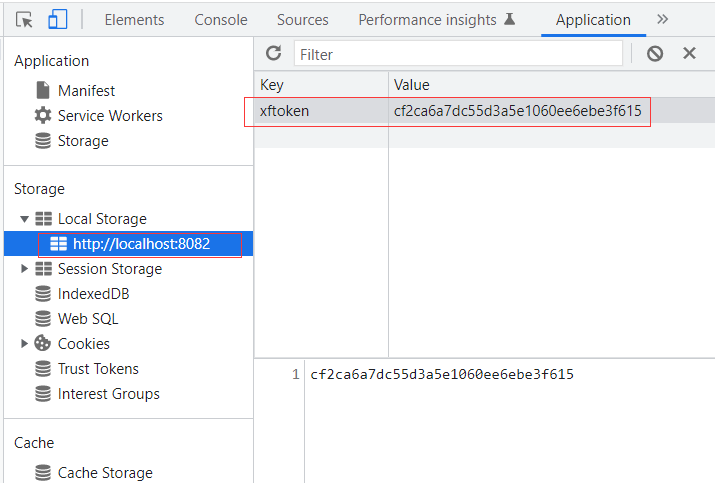 Elements Console Sources Performance insights Application »
Application
Manifest
Service Workers
Storage
Storage
Local Storage
http://localhost:8082
Session Storage
IndexedDB
Web SQL
Cookies
Trust Tokens
Interest Groups
Cache
Cache Storage
Filter
Key Value
xftoken cf2ca6a7dc55d3a5e1060ee6ebe3f615
1 cf2ca6a7dc55d3a5e1060ee6ebe3f615